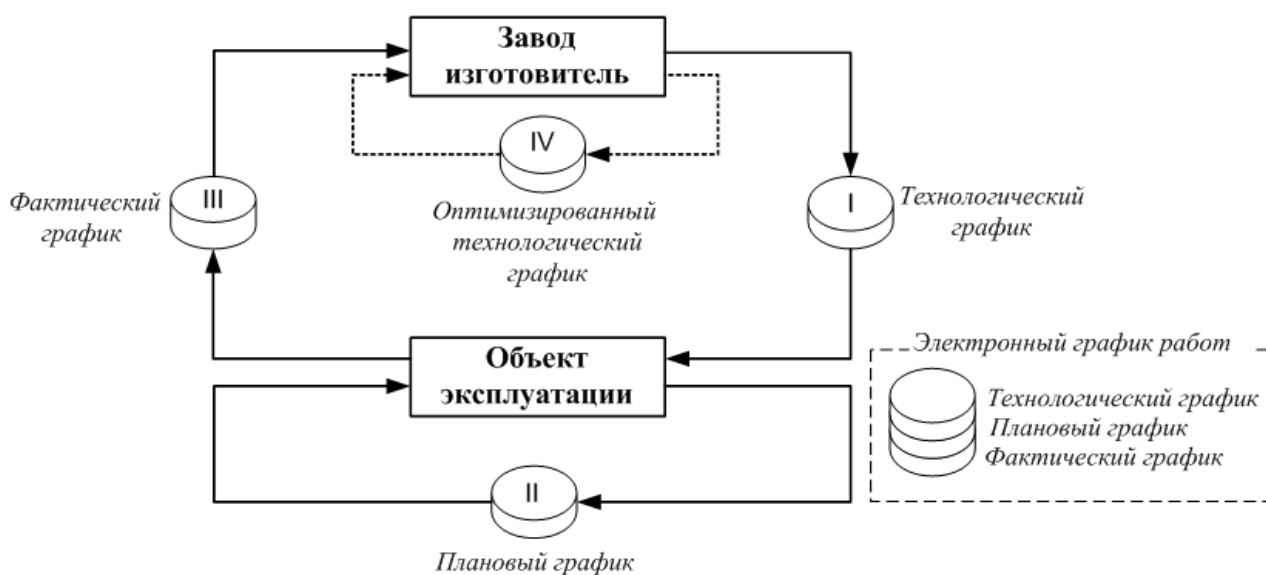 Завод
изготовитель
IV
III
I
Фактический
график
Оптимизированный
технологический
график
Технологический
график
Объект
эксплуатации
Электронный график работ
Технологический график
Плановый график
Фактический график
II
Плановый график